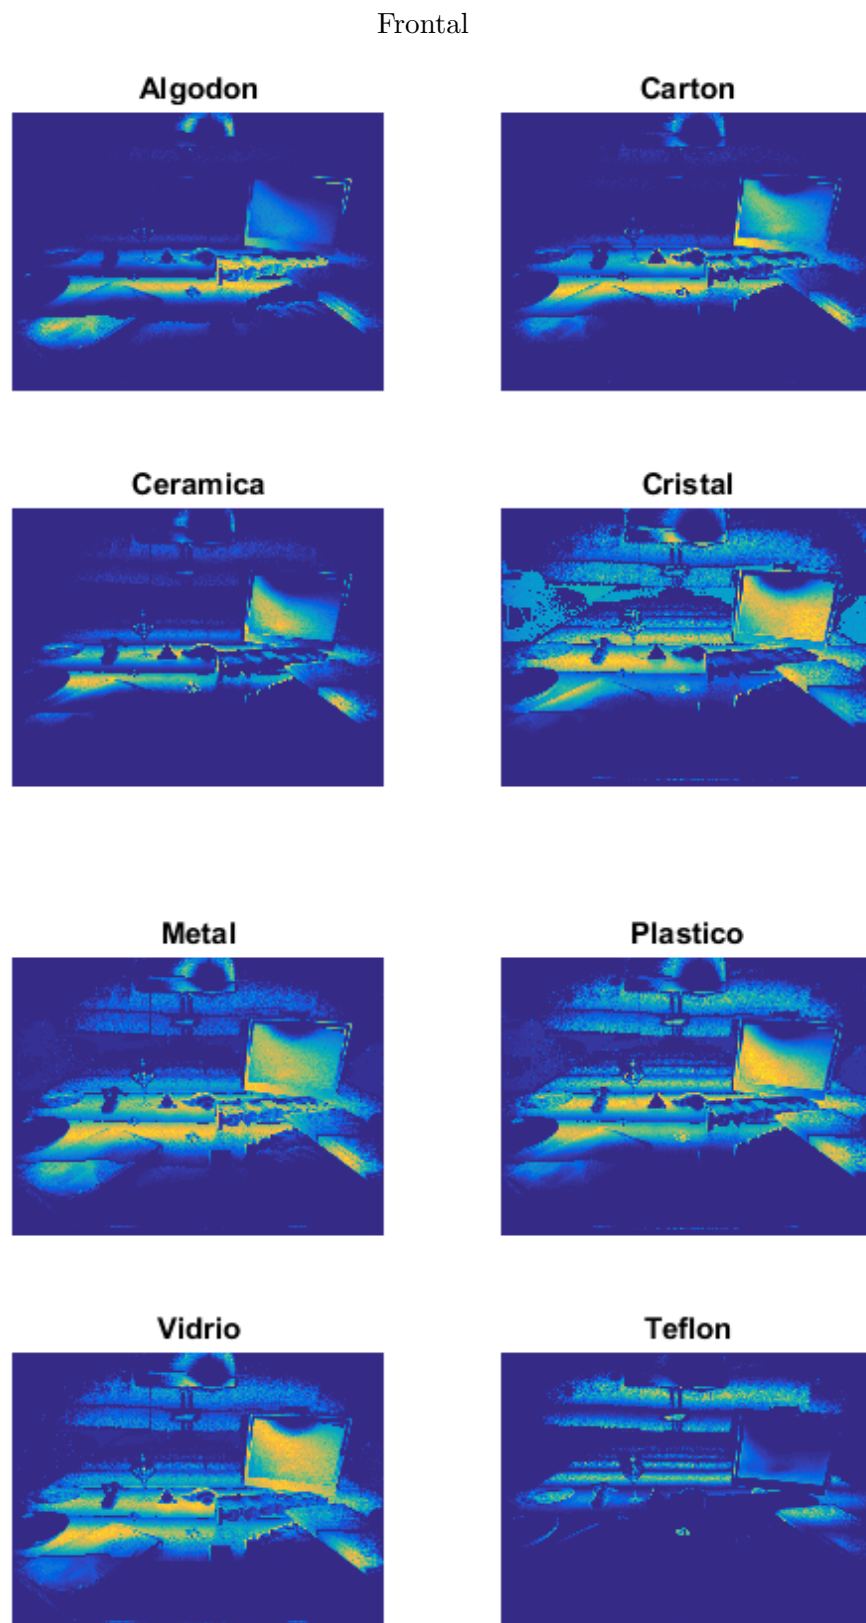 Frontal
Algodon
Carton
Ceramica
Cristal
Metal
Plastico
Vidrio
Teflon